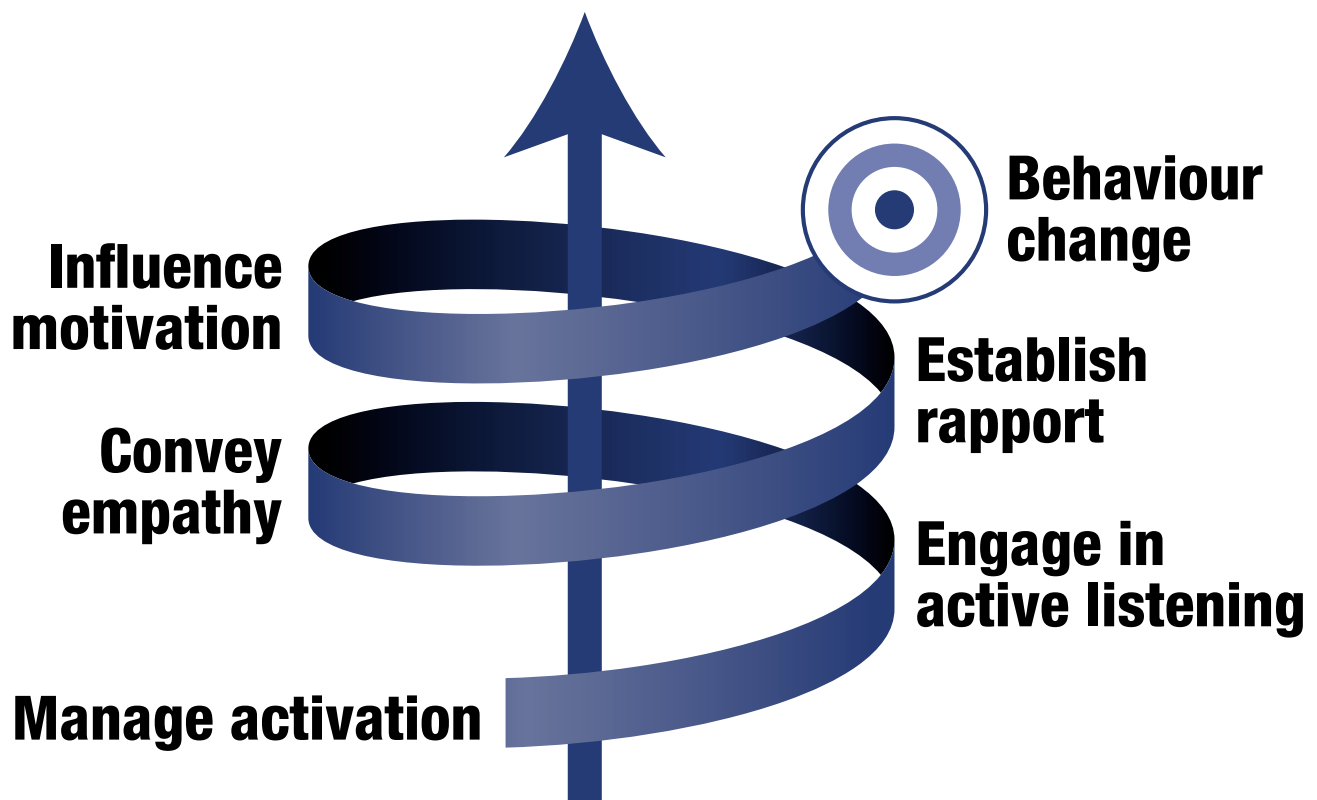 Behaviour
change
Influence
motivation
Establish
rapport
Convey
empathy
Engage in
active listening
Manage activation